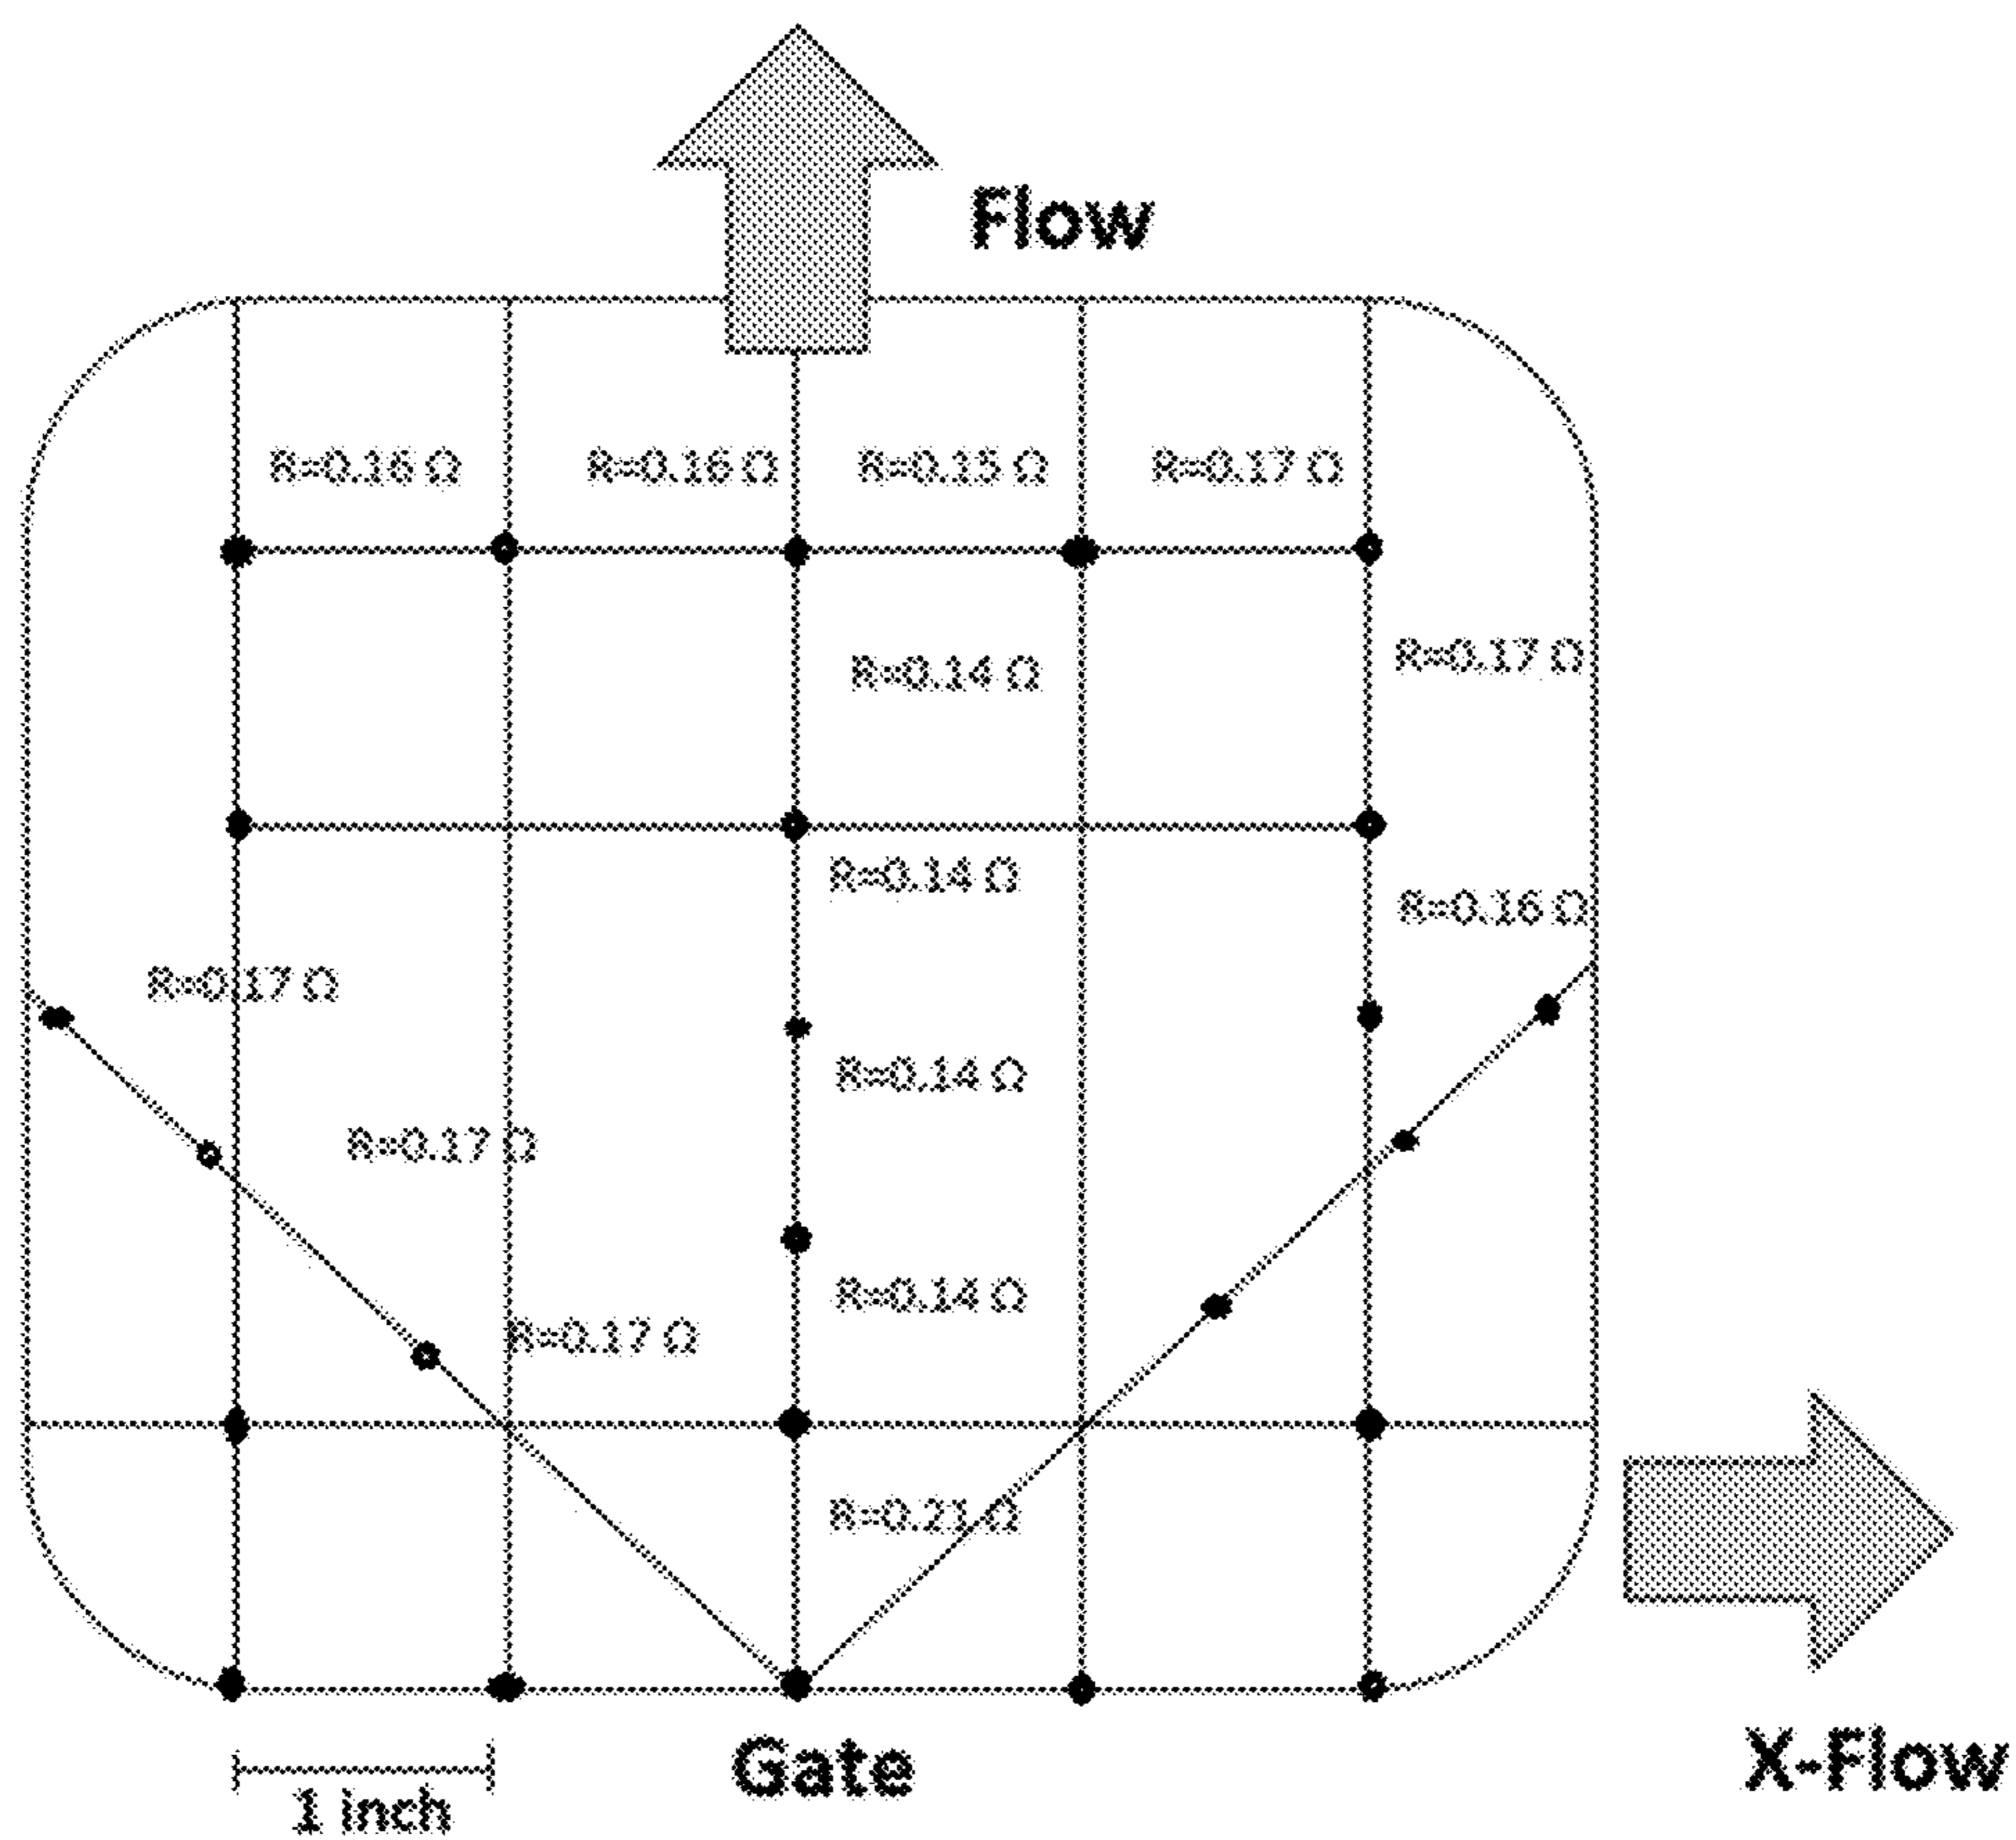 Flow
R=0.16 Ω R=0.16 Ω R=0.15 Ω R=0.17 Ω
R=0.14 Ω R=0.17 Ω
R=0.14 Ω
R=0.16 Ω
R=0.17 Ω
R=0.14 Ω
R=0.17 Ω
R=0.14 Ω
R=0.17 Ω
R=0.21 Ω
Gate
X-Flow
1 inch